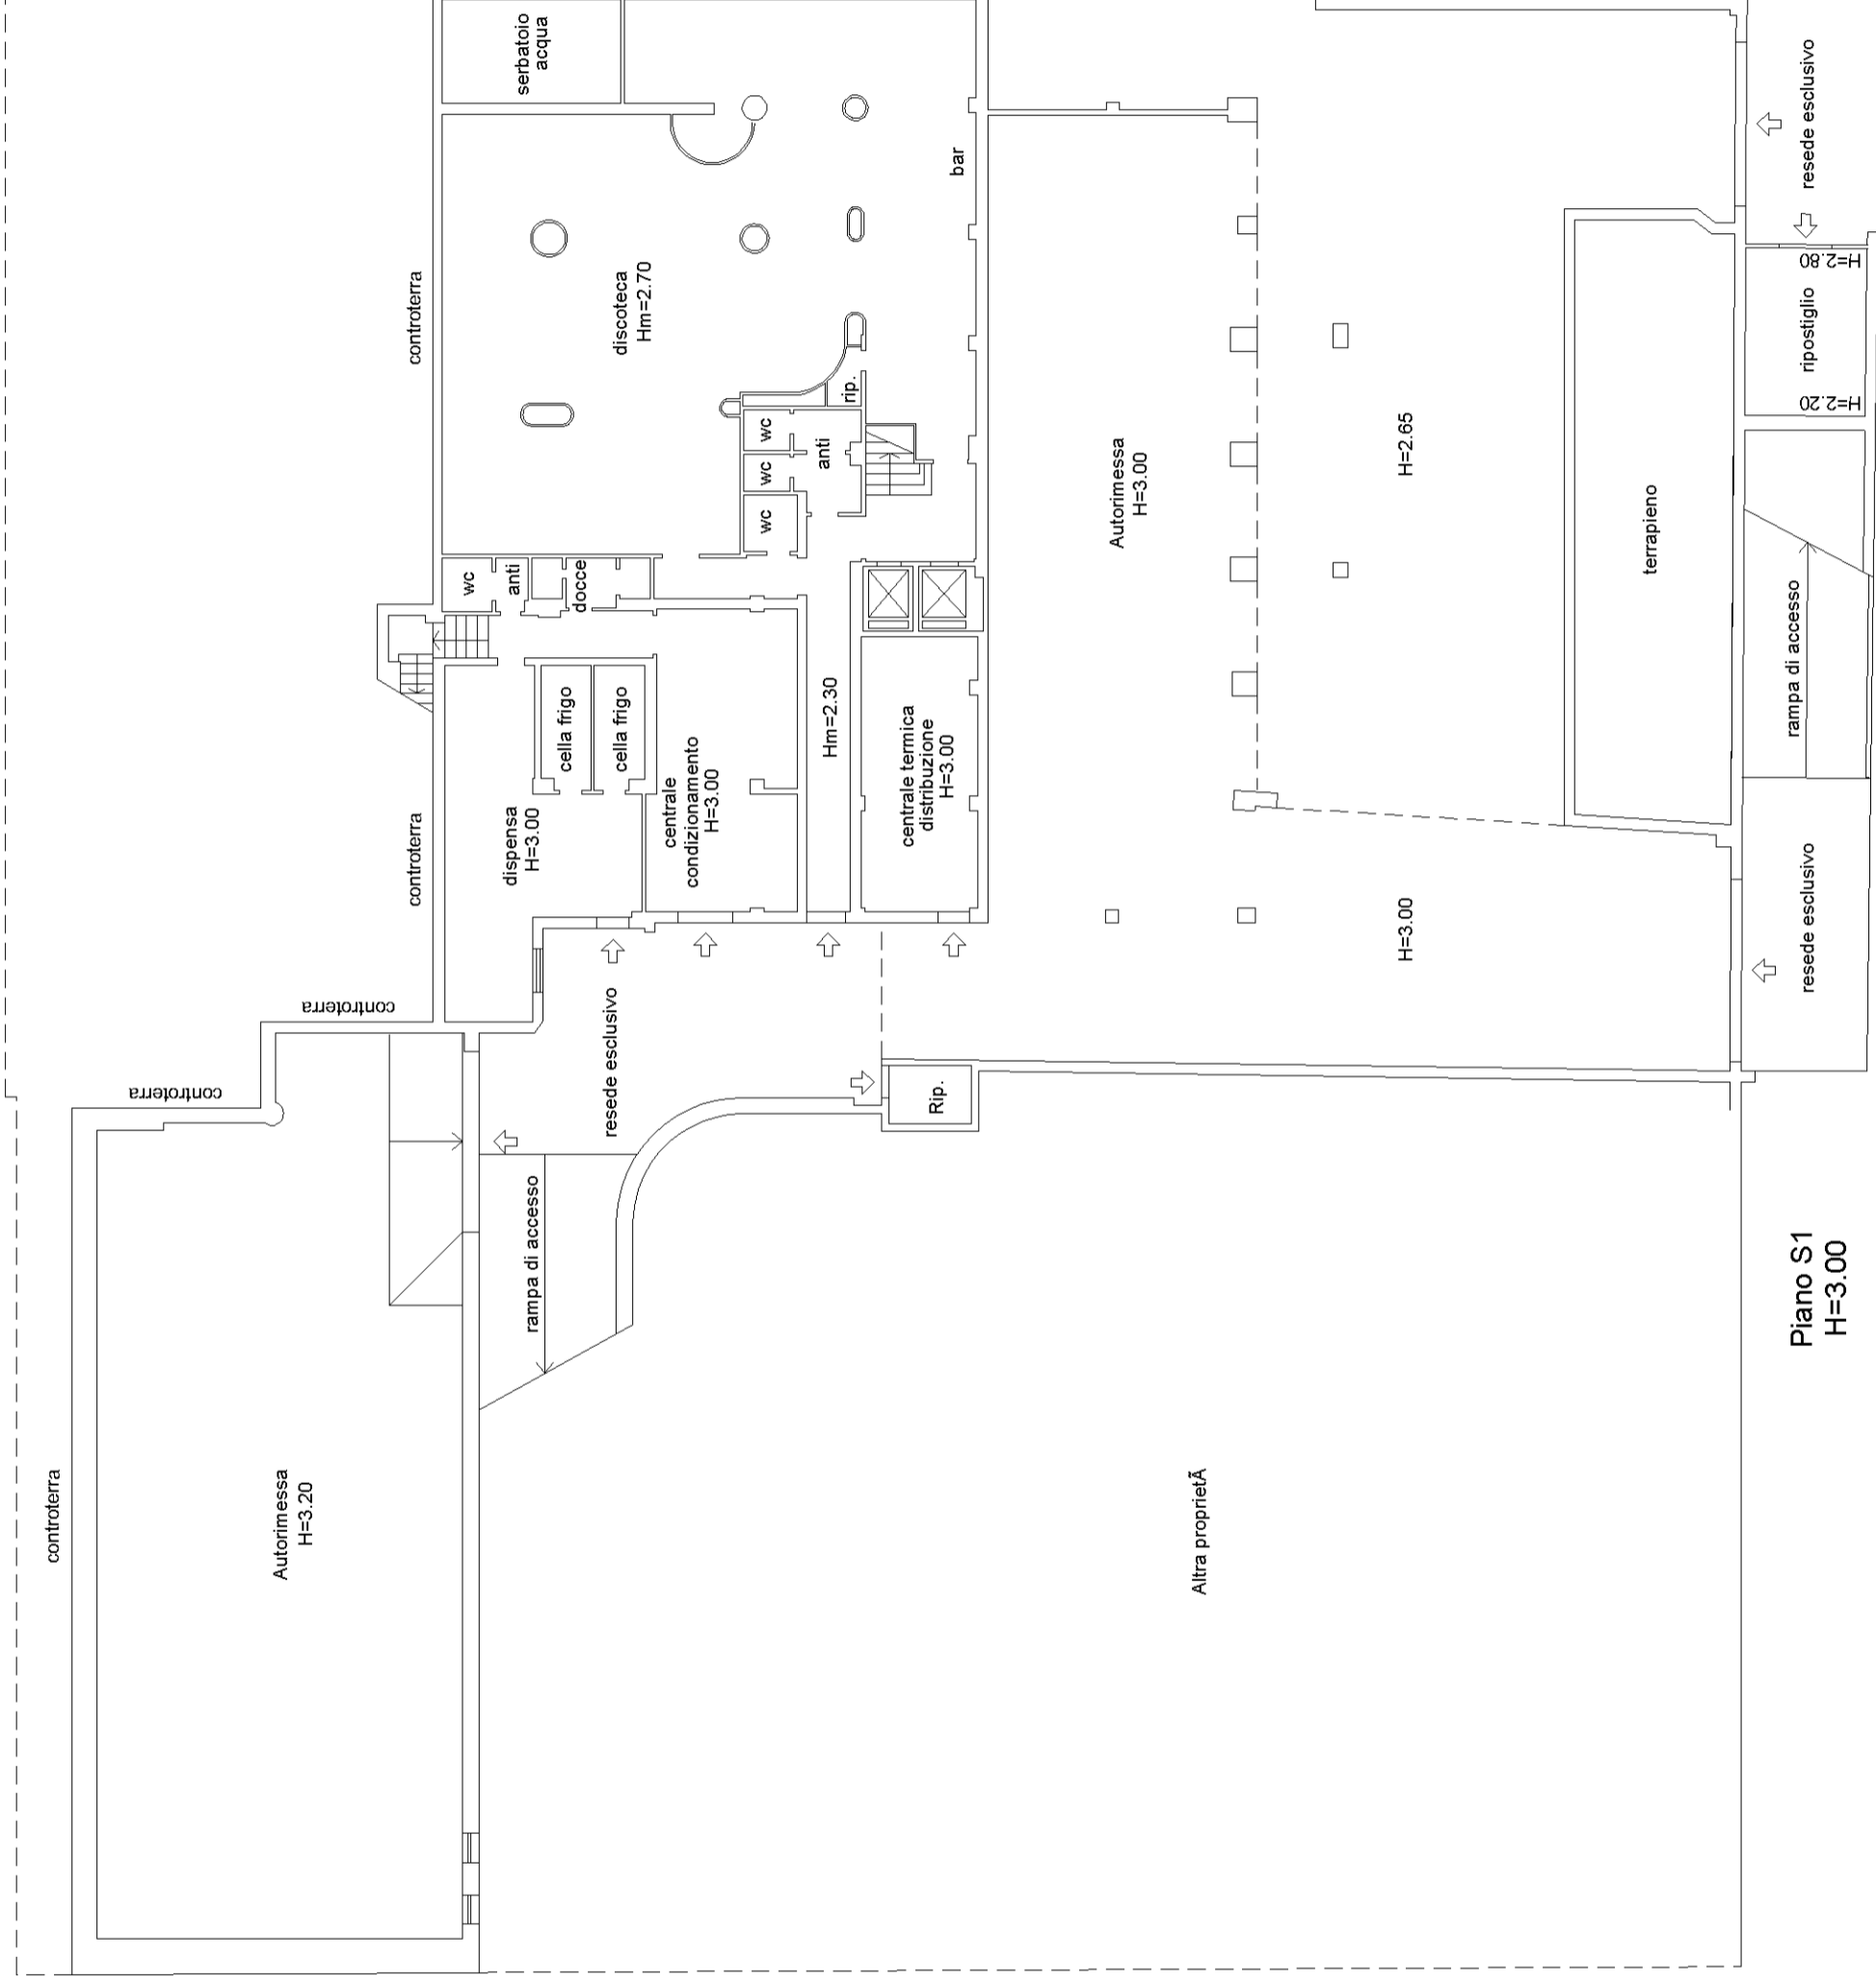 serbatoio
acqua
controterra
discoteca
Hm=2.70
bar
rip.
wc
wc
wc
anti
wc
anti
docce
cella frigo
cella frigo
controterra
dispensa
H=3.00
centrale
condizionamento
H=3.00
Hm=2.30
centrale termica
distribuzione
H=3.00
Autorimessa
H=3.00
H=2.65
H=3.00
terrapieno
resede esclusivo
H=2.80
ripostiglio
H=2.20
rampa di accesso
resede esclusivo
controterra
controterra
controterra
resede esclusivo
rampa di accesso
Rip.
Autorimessa
H=3.20
Altra proprietÃ
Piano S1
H=3.00